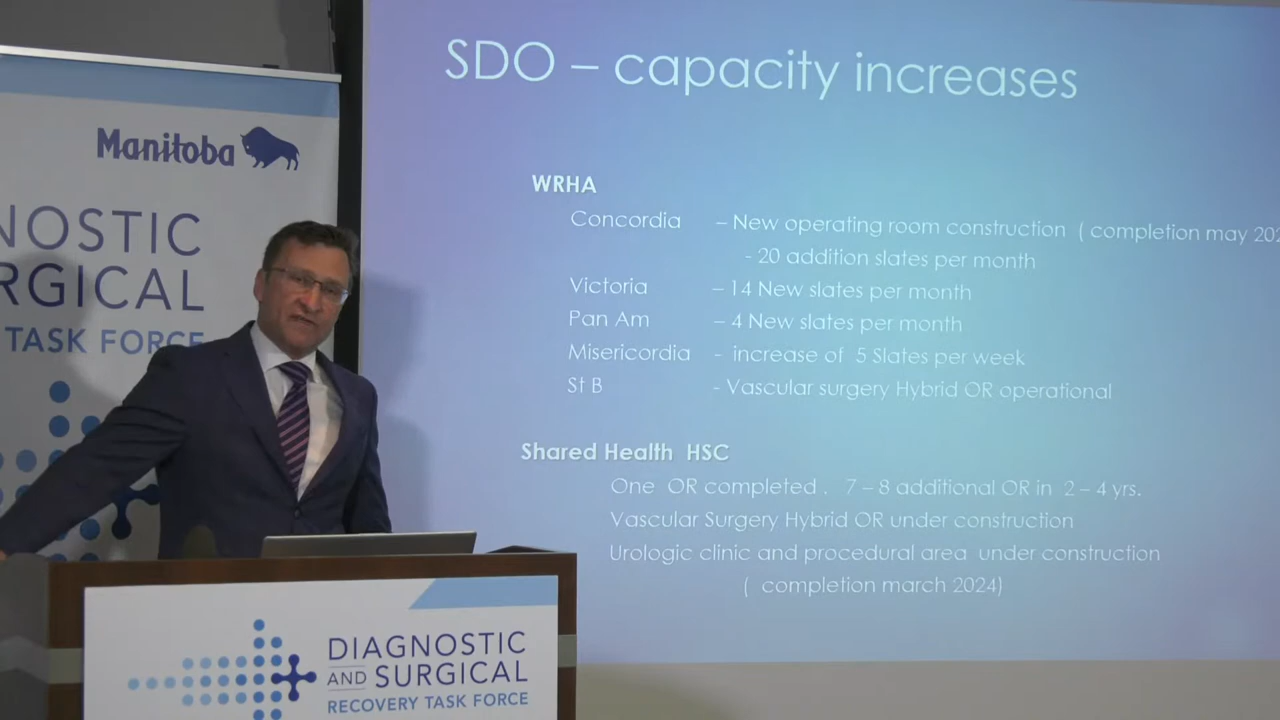 Manitoba
NOSTIC
RGICAL
TASK FORCE
SDO – capacity increases
WRHA
Concordia – New operating room construction ( completion may
- 20 addition slates per month
Victoria – 14 New slates per month
Pan Am – 4 New slates per month
Misericordia - increase of 5 Slates per week
St B - Vascular surgery Hybrid OR operational
Shared Health HSC
One OR completed . 7 – 8 additional OR in 2 – 4 yrs.
Vascular Surgery Hybrid OR under construction
Urologic clinic and procedural area under construction
( completion march 2024)
DIAGNOSTIC
AND SURGICAL
RECOVERY TASK FORCE